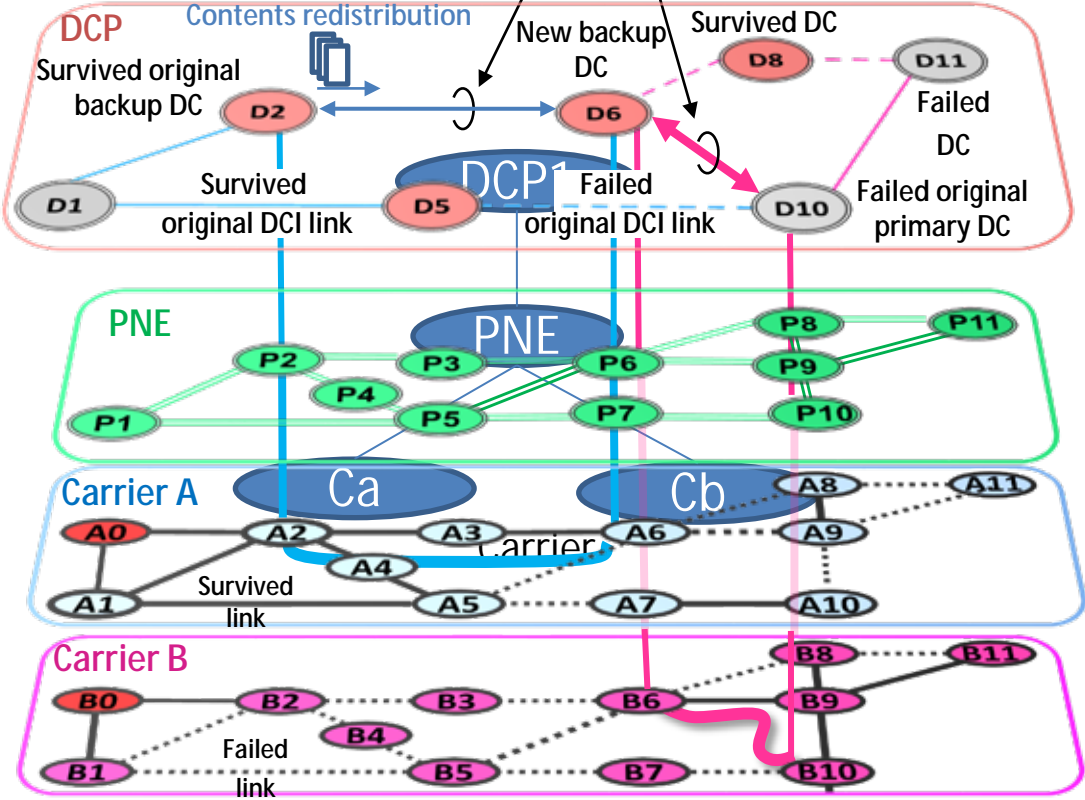 Contents redistribution
DCP
New backup
DC
Survived DC
Survived original
backup DC
D2
D6
D8
D11
Failed
DC
DCP1
D1
Survived
original DCI link
D5
Failed
original DCI link
D10
Failed original
primary DC
PNE
PNE
P1
P2
P3
P4
P5
P6
P7
P8
P9
P10
P11
Ca
Cb
Carrier A
Carrier
A0
A1
A2
A3
A4
A5
A6
A7
A8
A9
A10
A11
Survived
link
Carrier B
B0
B1
B2
B3
B4
B5
B6
B7
B8
B9
B10
B11
Failed
link